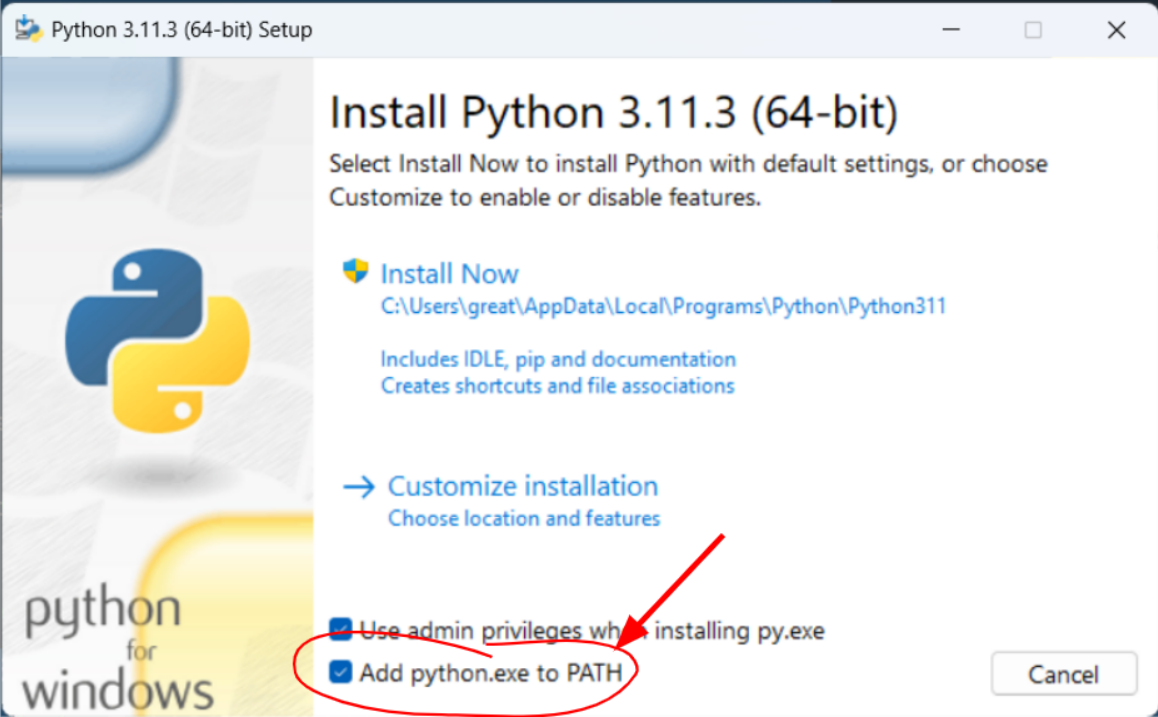 Python 3.11.3 (64-bit) Setup
Install Python 3.11.3 (64-bit)
Select Install Now to install Python with default settings, or choose
Customize to enable or disable features.
Install Now
C:\Users\great\AppData\Local\Programs\Python\Python311
Includes IDLE, pip and documentation
Creates shortcuts and file associations
Customize installation
Choose location and features
Use admin privileges when installing py.exe
Add python.exe to PATH
python
for
windows
Cancel